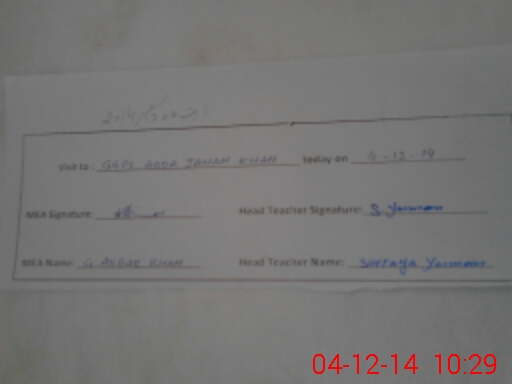 Visit to: GGPS ADDA JAHAN KHAN today on 4-12-14
MEA Signature: Head Teacher Signature: S. Yasmeen
MEA Name: G AKBAR KHAN Head Teacher Name: Surraya Yasmeen
04-12-14 10:29